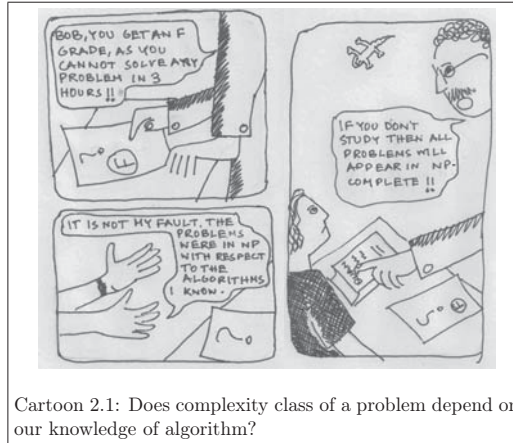 BOB, YOU GET AN F
GRADE, AS YOU
CANNOT SOLVE ANY
PROBLEM IN 3
HOURS !!
?
F
IT IS NOT MY FAULT, THE
PROBLEMS
WERE IN NP
WITH RESPECT
TO THE
ALGORITHMS
I KNOW.
?
IF YOU DON'T
STUDY THEN ALL
PROBLEMS WILL
APPEAR IN NP-
COMPLETE !!
F
?
Cartoon 2.1: Does complexity class of a problem depend on
our knowledge of algorithm?